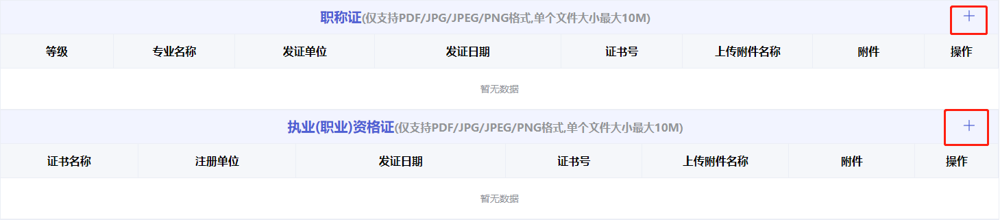 职称证(仅支持PDF/JPG/JPEG/PNG格式,单个文件大小最大10M)
等级 专业名称 发证单位 发证日期 证书号 上传附件名称 附件 操作
暂无数据
执业(职业)资格证(仅支持PDF/JPG/JPEG/PNG格式,单个文件大小最大10M)
证书名称 注册单位 发证日期 证书号 上传附件名称 附件 操作
暂无数据